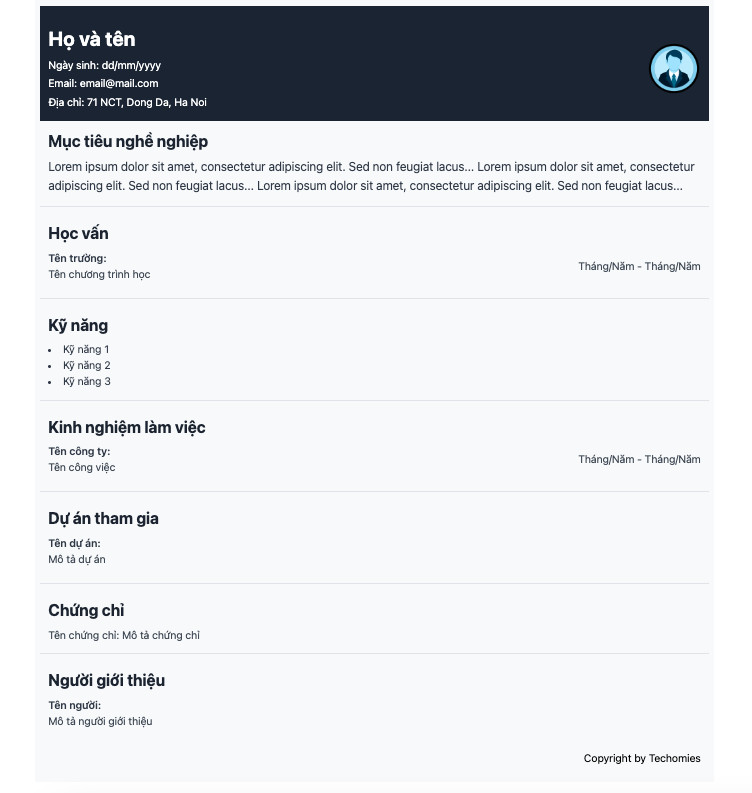 Họ và tên
Ngày sinh: dd/mm/yyyy
Email: email@mail.com
Địa chỉ: 71 NCT, Dong Da, Ha Noi
Mục tiêu nghề nghiệp
Lorem ipsum dolor sit amet, consectetur adipiscing elit. Sed non feugiat lacus... Lorem ipsum dolor sit amet, consectetur
adipiscing elit. Sed non feugiat lacus... Lorem ipsum dolor sit amet, consectetur adipiscing elit. Sed non feugiat lacus...
Học vấn
Tên trường:
Tên chương trình học
Tháng/Năm - Tháng/Năm
Kỹ năng
• Kỹ năng 1
• Kỹ năng 2
• Kỹ năng 3
Kinh nghiệm làm việc
Tên công ty:
Tên công việc
Tháng/Năm - Tháng/Năm
Dự án tham gia
Tên dự án:
Mô tả dự án
Chứng chỉ
Tên chứng chỉ: Mô tả chứng chỉ
Người giới thiệu
Tên người:
Mô tả người giới thiệu
Copyright by Techomies